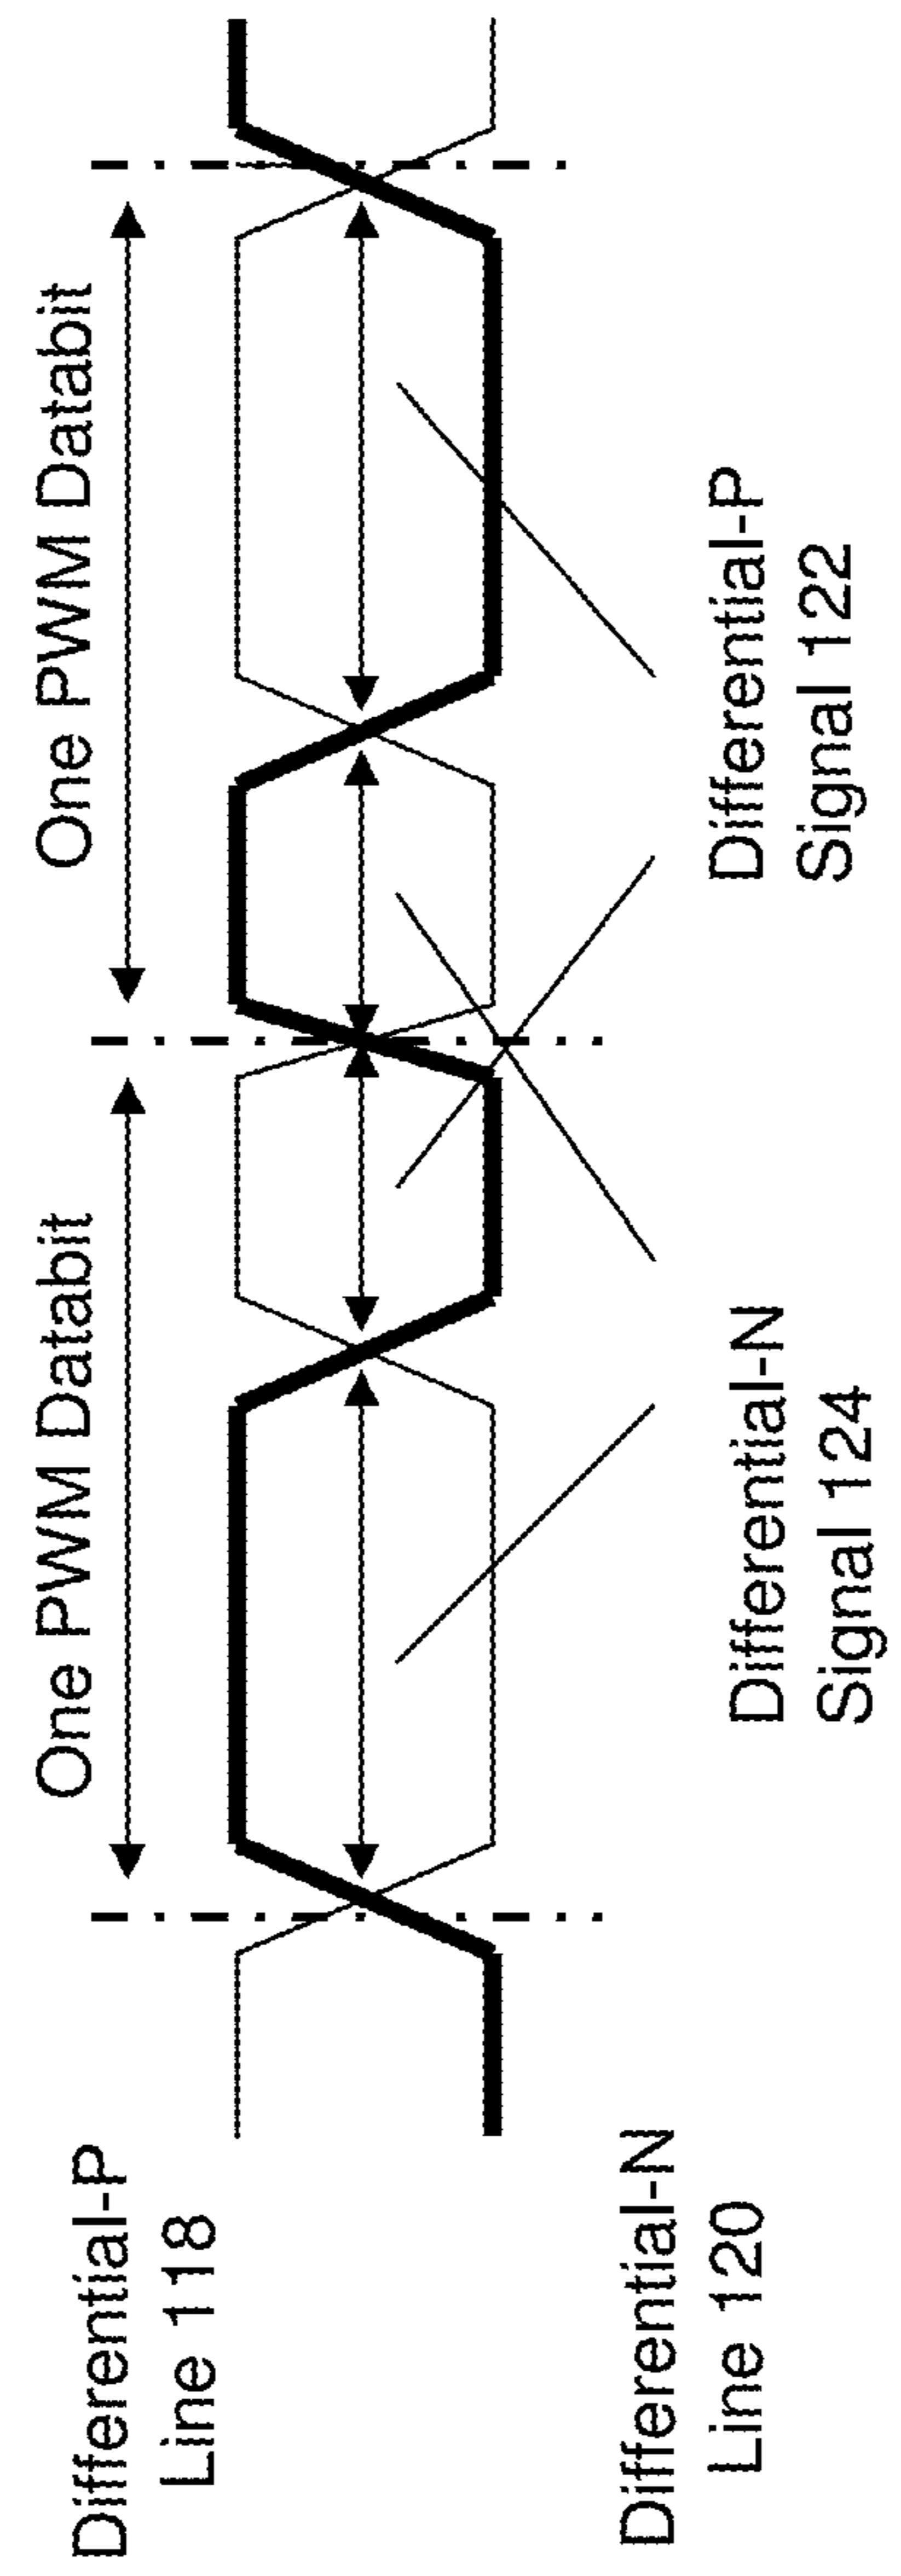 One PWM Databit
One PWM Databit
Differential-P
Line 118
Differential-N
Line 120
Differential-N
Signal 124
Differential-P
Signal 122